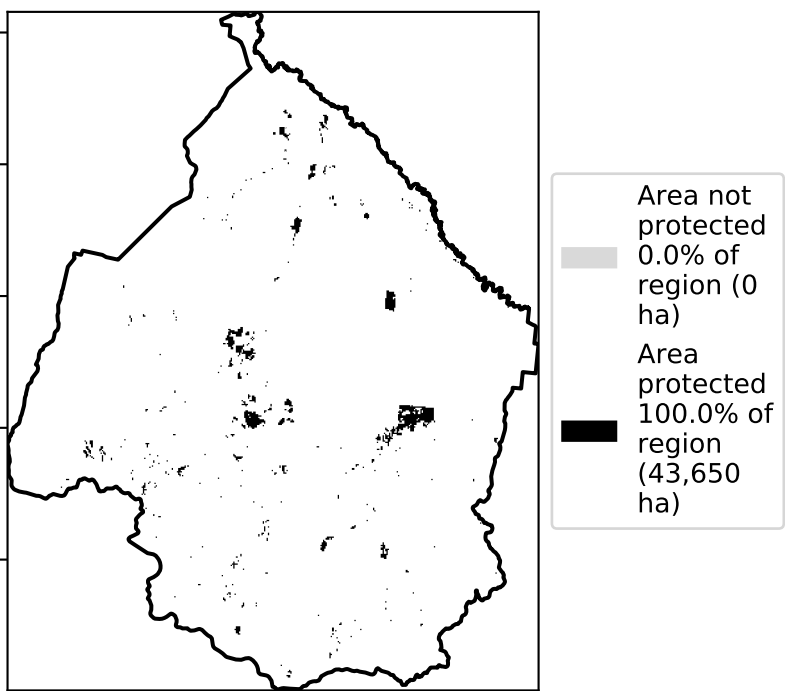 Area not
protected
0.0% of
region (0
ha)
Area
protected
100.0% of
region
(43,650
ha)